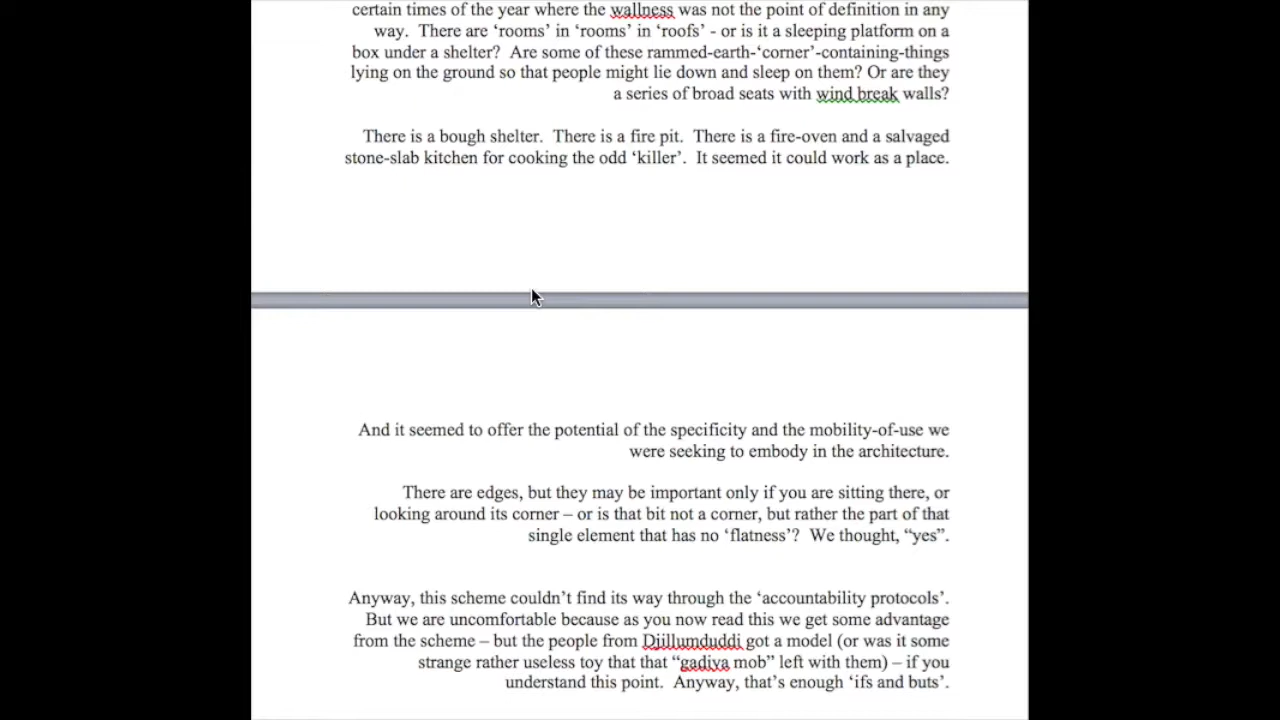 certain times of the year where the wallness was not the point of definition in any
way.  There are ‘rooms’ in ‘rooms’ in ‘roofs’ - or is it a sleeping platform on a
box under a shelter?  Are some of these rammed-earth-‘corner’-containing-things
lying on the ground so that people might lie down and sleep on them? Or are they
a series of broad seats with wind break walls?
There is a bough shelter.  There is a fire pit.  There is a fire-oven and a salvaged
stone-slab kitchen for cooking the odd ‘killer’.  It seemed it could work as a place.
And it seemed to offer the potential of the specificity and the mobility-of-use we
were seeking to embody in the architecture.
There are edges, but they may be important only if you are sitting there, or
looking around its corner – or is that bit not a corner, but rather the part of that
single element that has no ‘flatness’?  We thought, “yes”.
Anyway, this scheme couldn’t find its way through the ‘accountability protocols’.
But we are uncomfortable because as you now read this we get some advantage
from the scheme – but the people from Djillumduddi got a model (or was it some
strange rather useless toy that that “gadiya mob” left with them) – if you
understand this point.  Anyway, that’s enough ‘ifs and buts’.